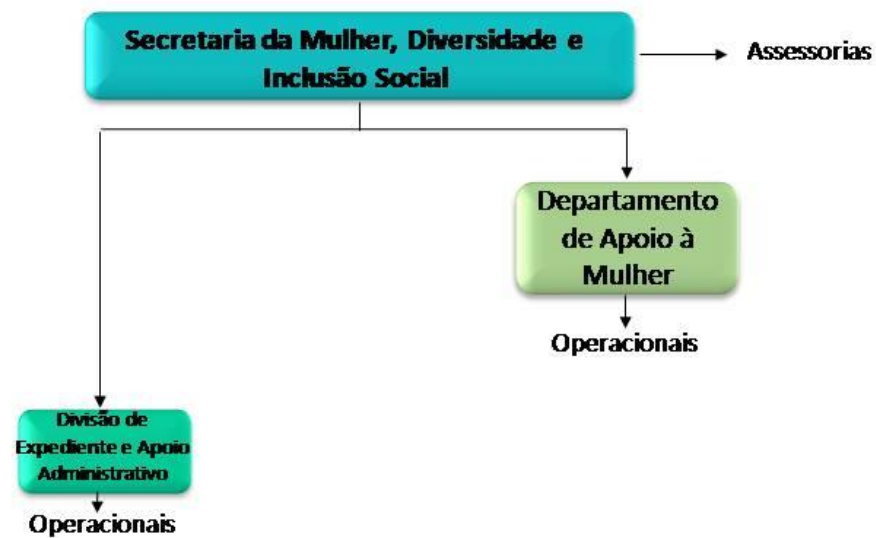 Secretaria da Mulher, Diversidade e
Inclusão Social
Assessorias
Departamento
de Apoio à
Mulher
Operacionais
Divisão de
Expediente e Apoio
Administrativo
Operacionais